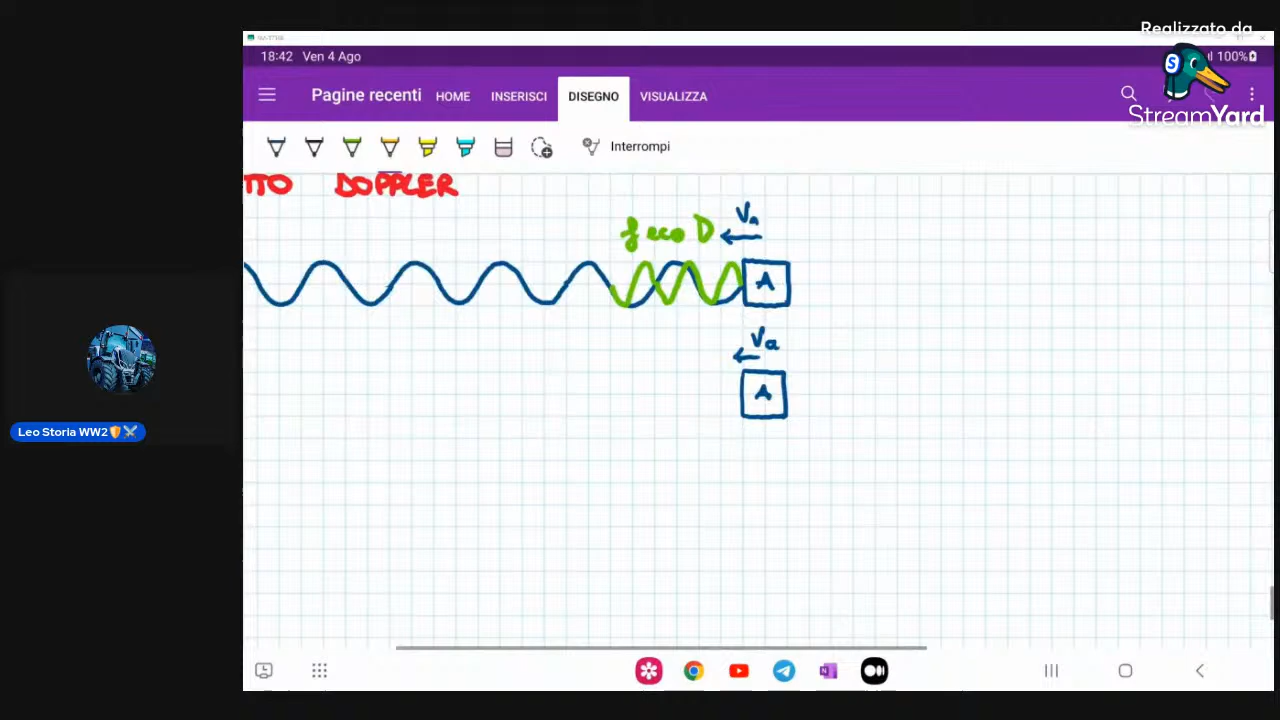 Realizzato da
StreamYard
18:42 Ven 4 Ago
100%
Pagine recenti HOME INSERISCI DISEGNO VISUALIZZA
Interrompi
TTO DOPPLER
f eco D
Va
A
Va
A
Leo Storia WW2